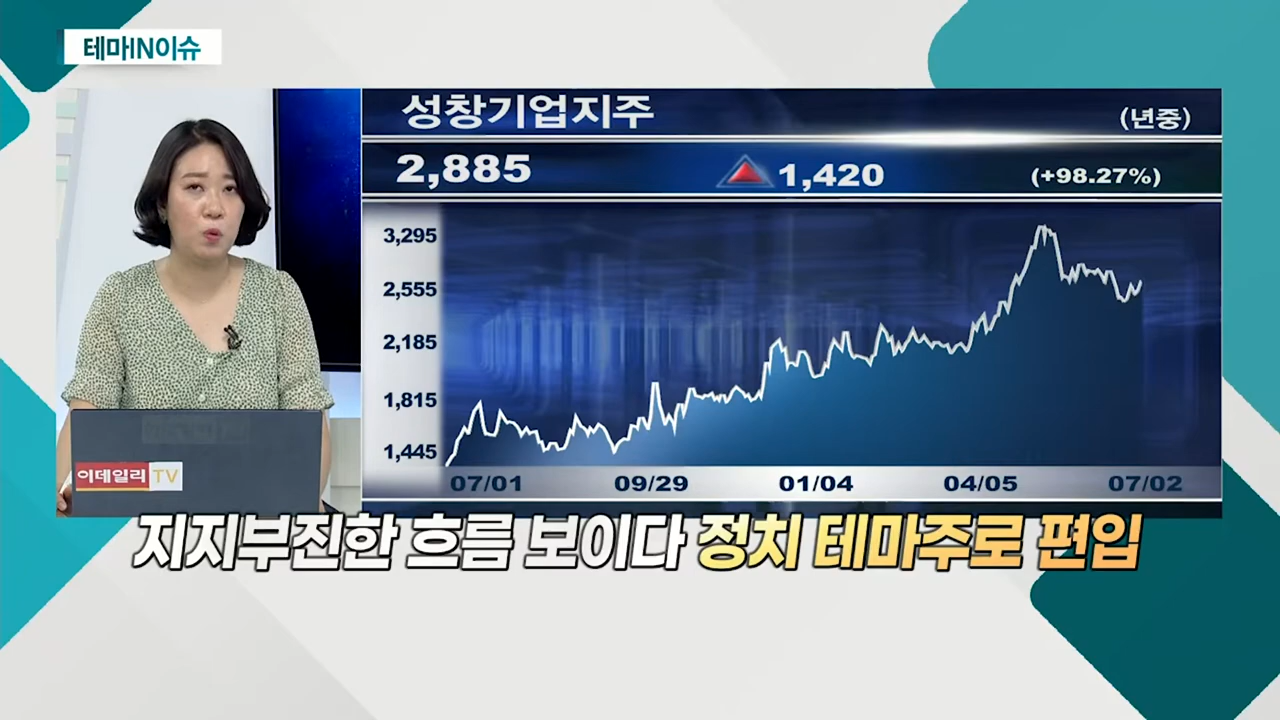 테마IN이슈
성창기업지주
(년중)
2,885 ▲ 1,420 (+98.27%)
3,295
2,555
2,185
1,815
1,445
07/01 09/29 01/04 04/05 07/02
이데일리 TV
지지부진한 흐름 보이다 정치 테마주로 편입